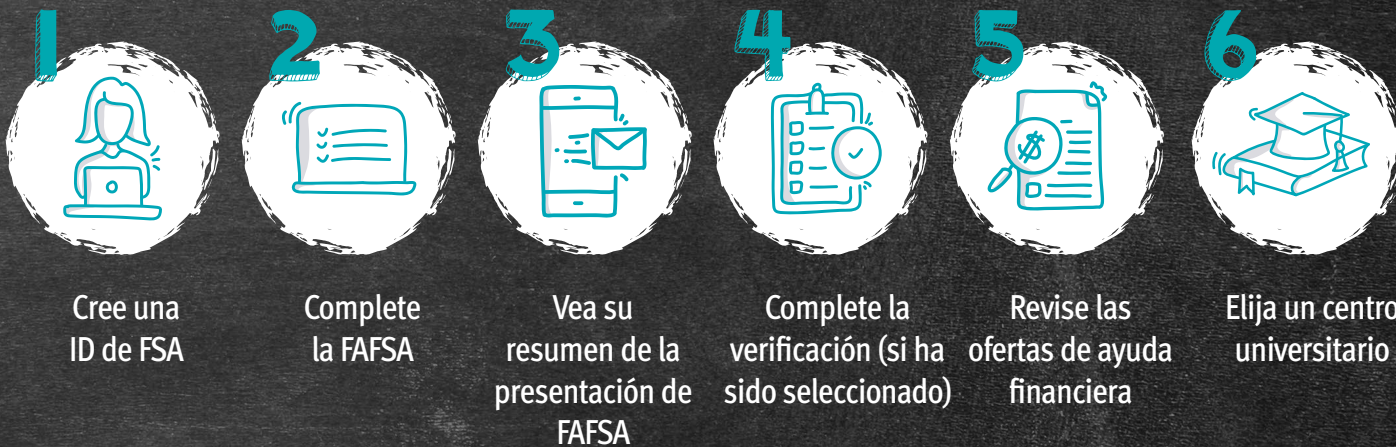 1
Cree una
ID de FSA
2
Complete
la FAFSA
3
Vea su
resumen de la
presentación de
FAFSA
4
Complete la
verificación (si ha
sido seleccionado)
5
Revise las
ofertas de ayuda
financiera
$
6
Elija un centro
universitario